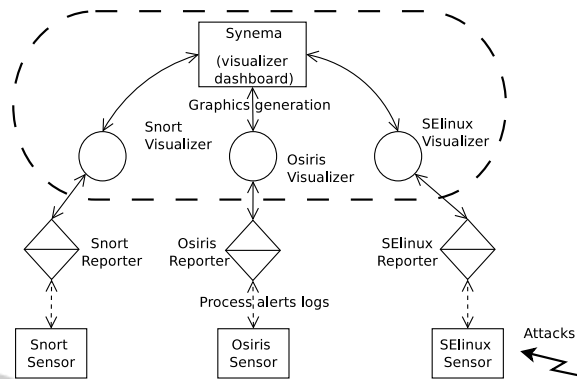 Synema
(visualizer
dashboard)
Graphics generation
Snort
Visualizer
Osiris
Visualizer
SElinux
Visualizer
Snort
Reporter
Osiris
Reporter
SElinux
Reporter
Process alerts logs
Snort
Sensor
Osiris
Sensor
SElinux
Sensor
Attacks